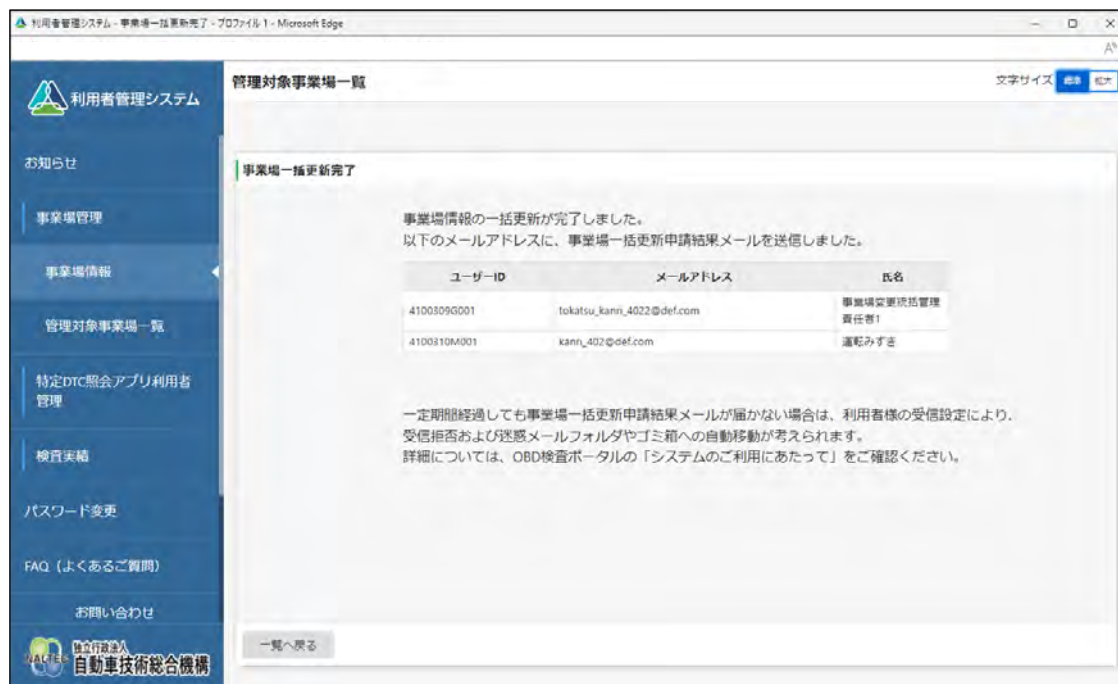 利用者管理システム - 事業場一括更新完了 - プロファイル 1 - Microsoft Edge
利用者管理システム
管理対象事業場一覧
文字サイズ 標準 拡大
お知らせ
事業場管理
事業場情報
管理対象事業場一覧
特定DTC照会アプリ利用者
管理
検査実績
パスワード変更
FAQ（よくあるご質問）
お問い合わせ
NALTEC 独立行政法人
自動車技術総合機構
事業場一括更新完了
事業場情報の一括更新が完了しました。
以下のメールアドレスに、事業場一括更新申請結果メールを送信しました。
ユーザーID メールアドレス 氏名
4100309G001 tokatsu_kanri_4022@def.com 事業場変更統括管理
責任者1
4100310M001 kanri_402@def.com 運転みずき
一定期間経過しても事業場一括更新申請結果メールが届かない場合は、利用者様の受信設定により、
受信拒否および迷惑メールフォルダやゴミ箱への自動移動が考えられます。
詳細については、OBD検査ポータルの「システムのご利用にあたって」をご確認ください。
一覧へ戻る